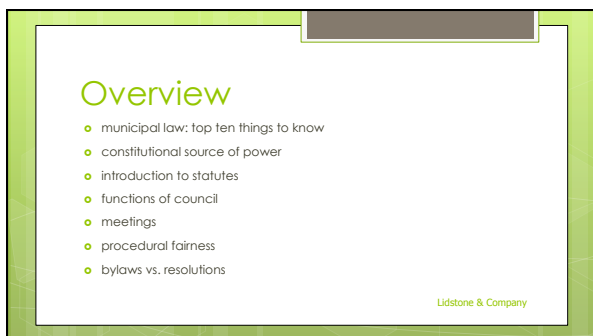 Overview
municipal law: top ten things to know
constitutional source of power
introduction to statutes
functions of council
meetings
procedural fairness
bylaws vs. resolutions
Lidstone & Company